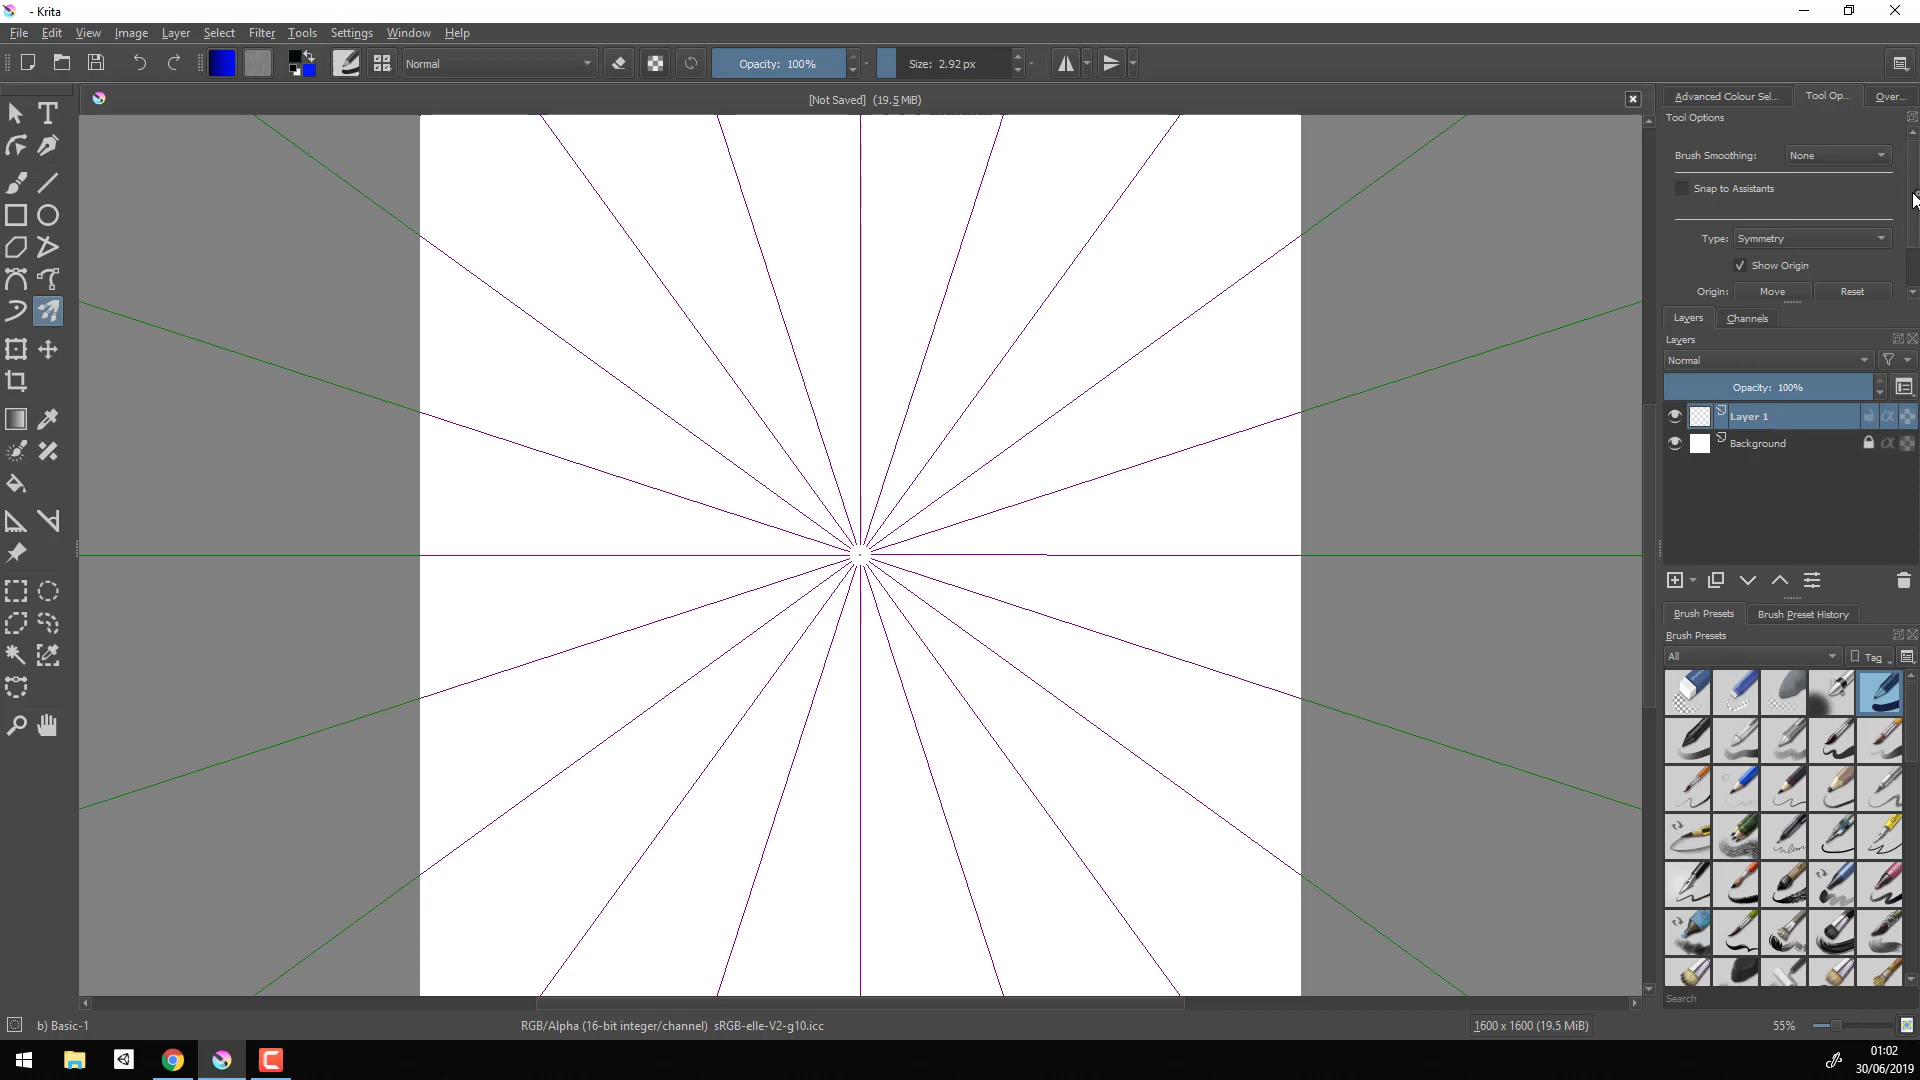 - Krita
File Edit View Image Layer Select Filter Tools Settings Window Help
Normal Opacity: 100% Size: 2.92 px
[Not Saved] (19.5 MiB)
Advanced Colour Sel... Tool Op... Over...
Tool Options
Brush Smoothing: None
Snap to Assistants
Type: Symmetry
Show Origin
Origin: Move Reset
Layers Channels
Layers
Normal
Opacity: 100%
Layer 1
Background
Brush Presets Brush Preset History
Brush Presets
All Tag
Search
b) Basic-1 RGB/Alpha (16-bit integer/channel) sRGB-elle-V2-g10.icc 1600 x 1600 (19.5 MiB) 55%
01:02
30/06/2019